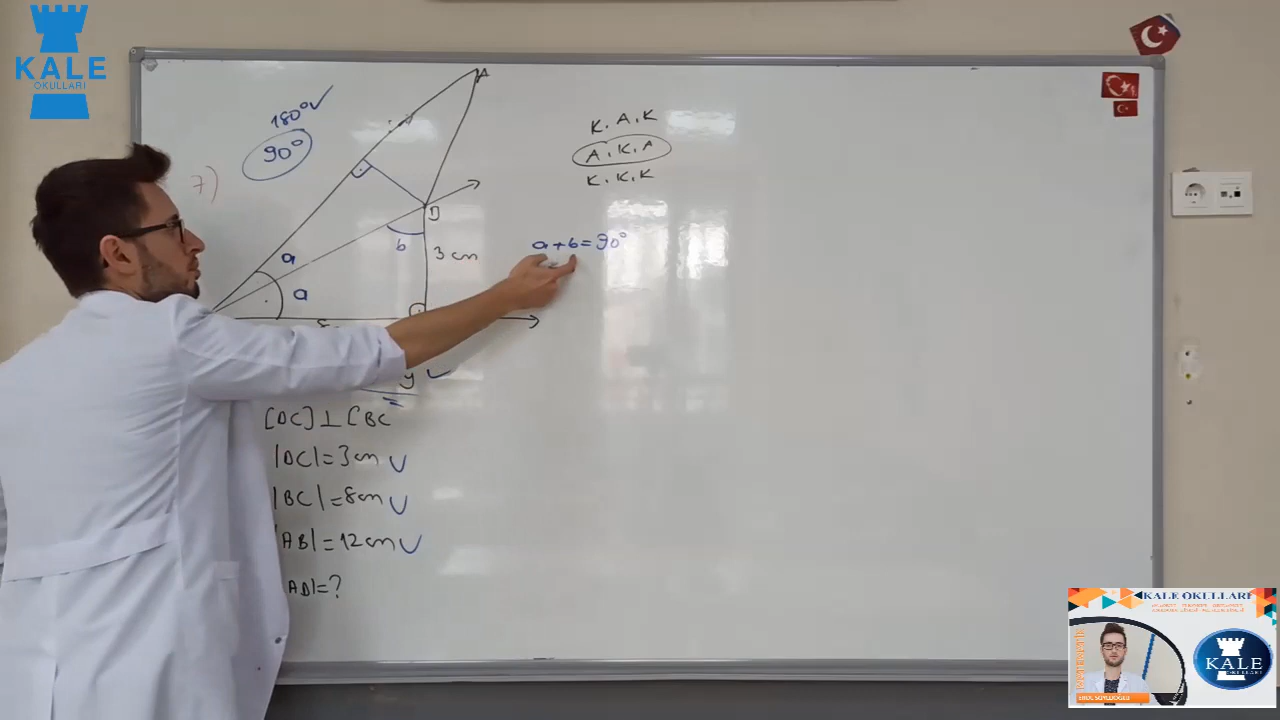 KALE
OKULLARI
7)
180°
90°
A
a
a
b
D
3 cm
K.A.K
A.K.A
K.K.K
a+b=90°
y
[DC]⊥[BC
|DC|=3cm
|BC|=8cm
|AB|=12cm
AD|=?
KALE OKULLARI
KALE
OKULLARI